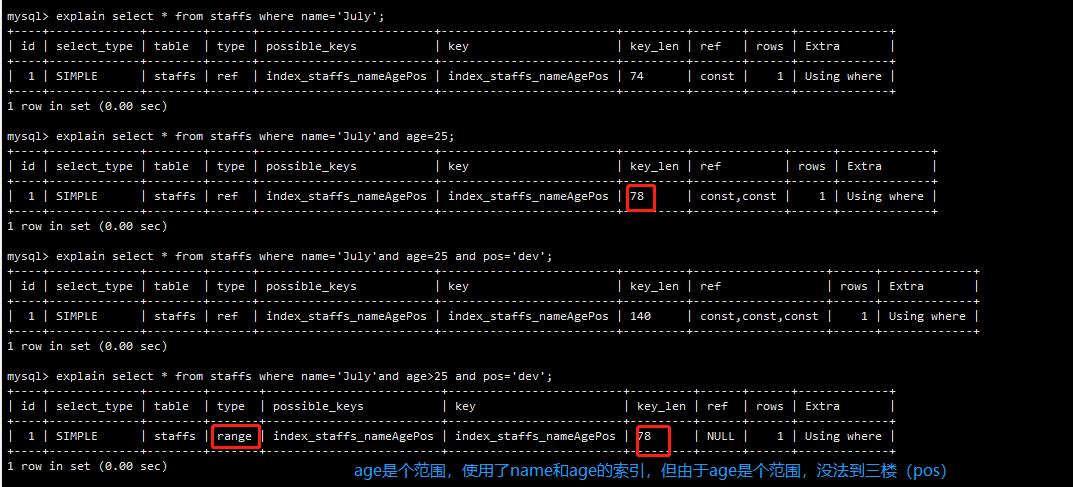 mysql> explain select * from staffs where name='July';
+----+-------------+--------+------+-----------------------+-----------------------+---------+-------+------+-------------+
| id | select_type | table | type | possible_keys | key | key_len | ref | rows | Extra |
+----+-------------+--------+------+-----------------------+-----------------------+---------+-------+------+-------------+
| 1 | SIMPLE | staffs | ref | index_staffs_nameAgePos | index_staffs_nameAgePos | 74 | const | 1 | Using where |
+----+-------------+--------+------+-----------------------+-----------------------+---------+-------+------+-------------+
1 row in set (0.00 sec)
mysql> explain select * from staffs where name='July'and age=25;
| id | select_type | table | type | possible_keys | key | key_len | ref | rows | Extra |
| 1 | SIMPLE | staffs | ref | index_staffs_nameAgePos | index_staffs_nameAgePos | 78 | const,const | 1 | Using where |
1 row in set (0.00 sec)
mysql> explain select * from staffs where name='July'and age=25 and pos='dev';
| id | select_type | table | type | possible_keys | key | key_len | ref | rows | Extra |
| 1 | SIMPLE | staffs | ref | index_staffs_nameAgePos | index_staffs_nameAgePos | 140 | const,const,const | 1 | Using where |
1 row in set (0.00 sec)
mysql> explain select * from staffs where name='July'and age>25 and pos='dev';
| id | select_type | table | type | possible_keys | key | key_len | ref | rows | Extra |
| 1 | SIMPLE | staffs | range | index_staffs_nameAgePos | index_staffs_nameAgePos | 78 | NULL | 1 | Using where |
1 row in set (0.00 sec)
age是个范围，使用了name和age的索引，但由于age是个范围，没法到三楼（pos）